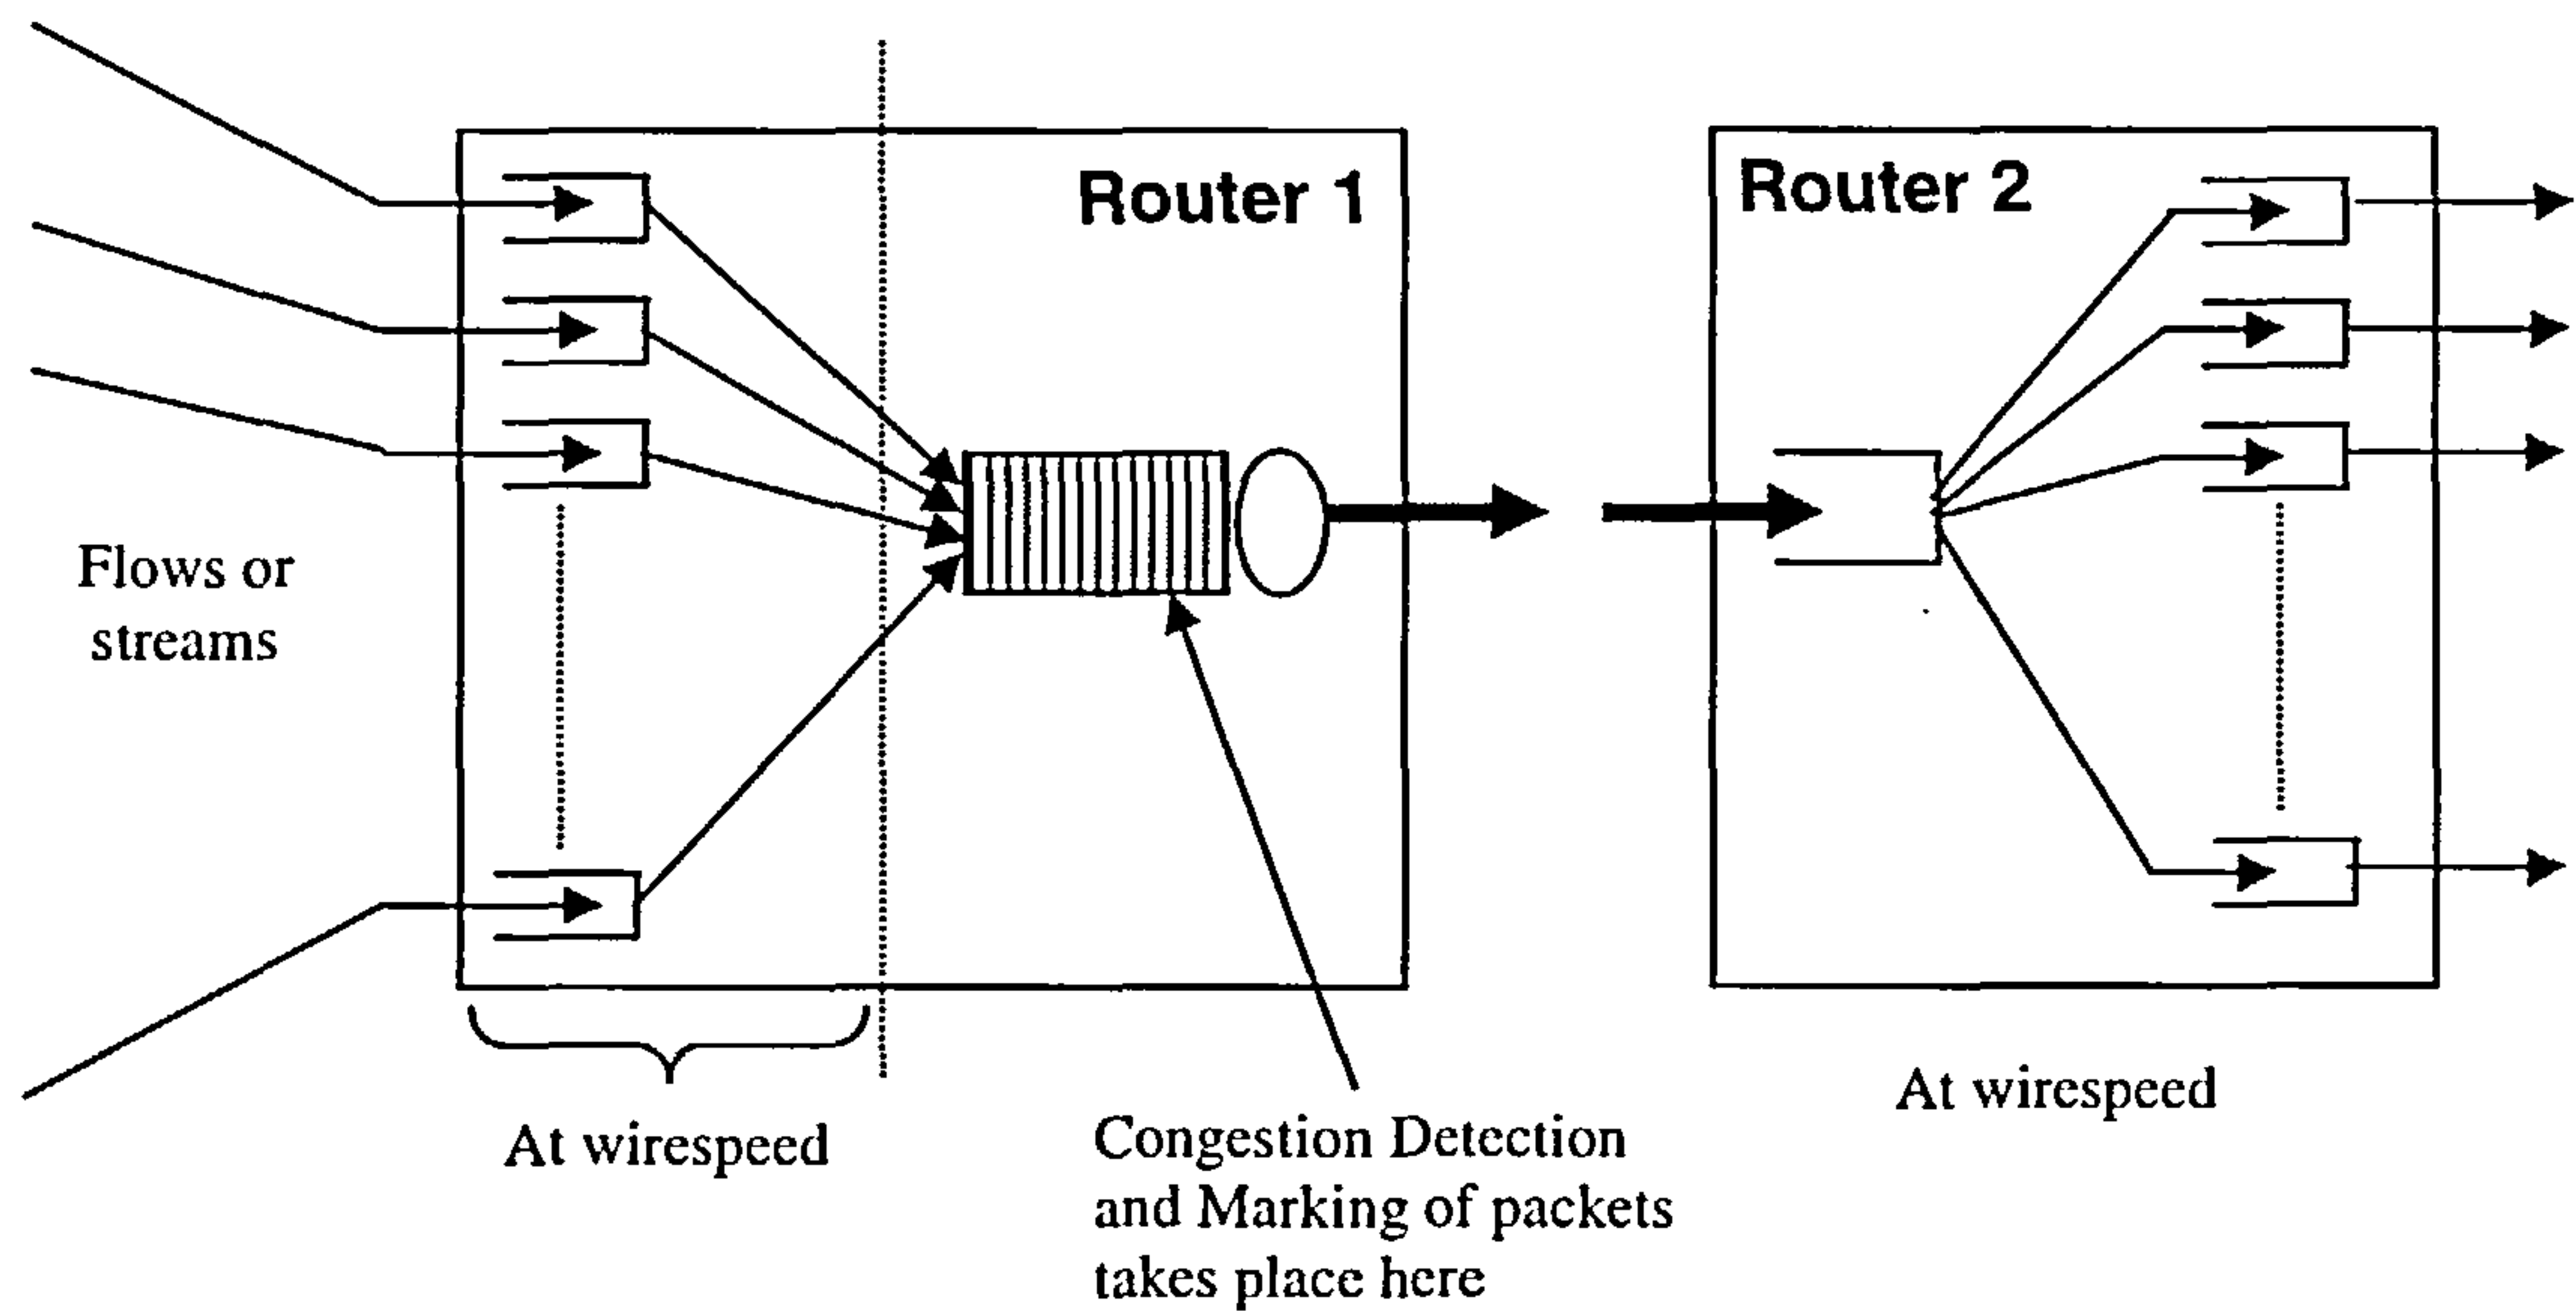 Router 1
Router 2
Flows or
streams
At wirespeed
Congestion Detection
and Marking of packets
takes place here
At wirespeed